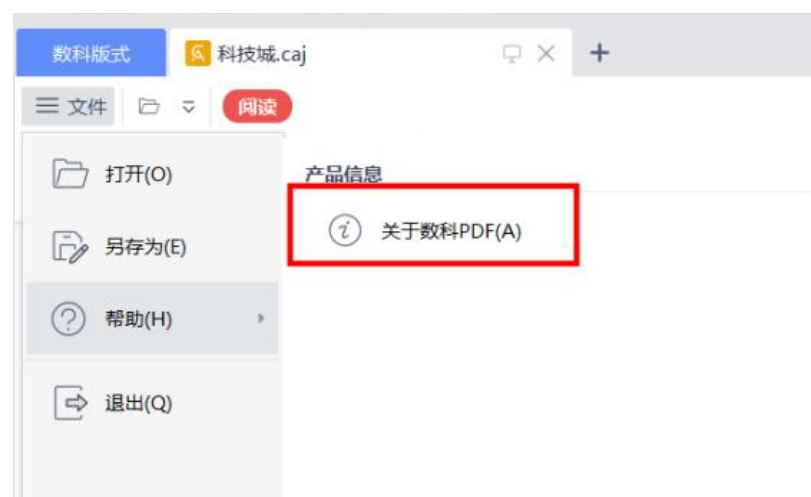 数科版式 科技城.caj
文件 阅读
打开(O)
另存为(E)
帮助(H)
退出(Q)
产品信息
关于数科PDF(A)